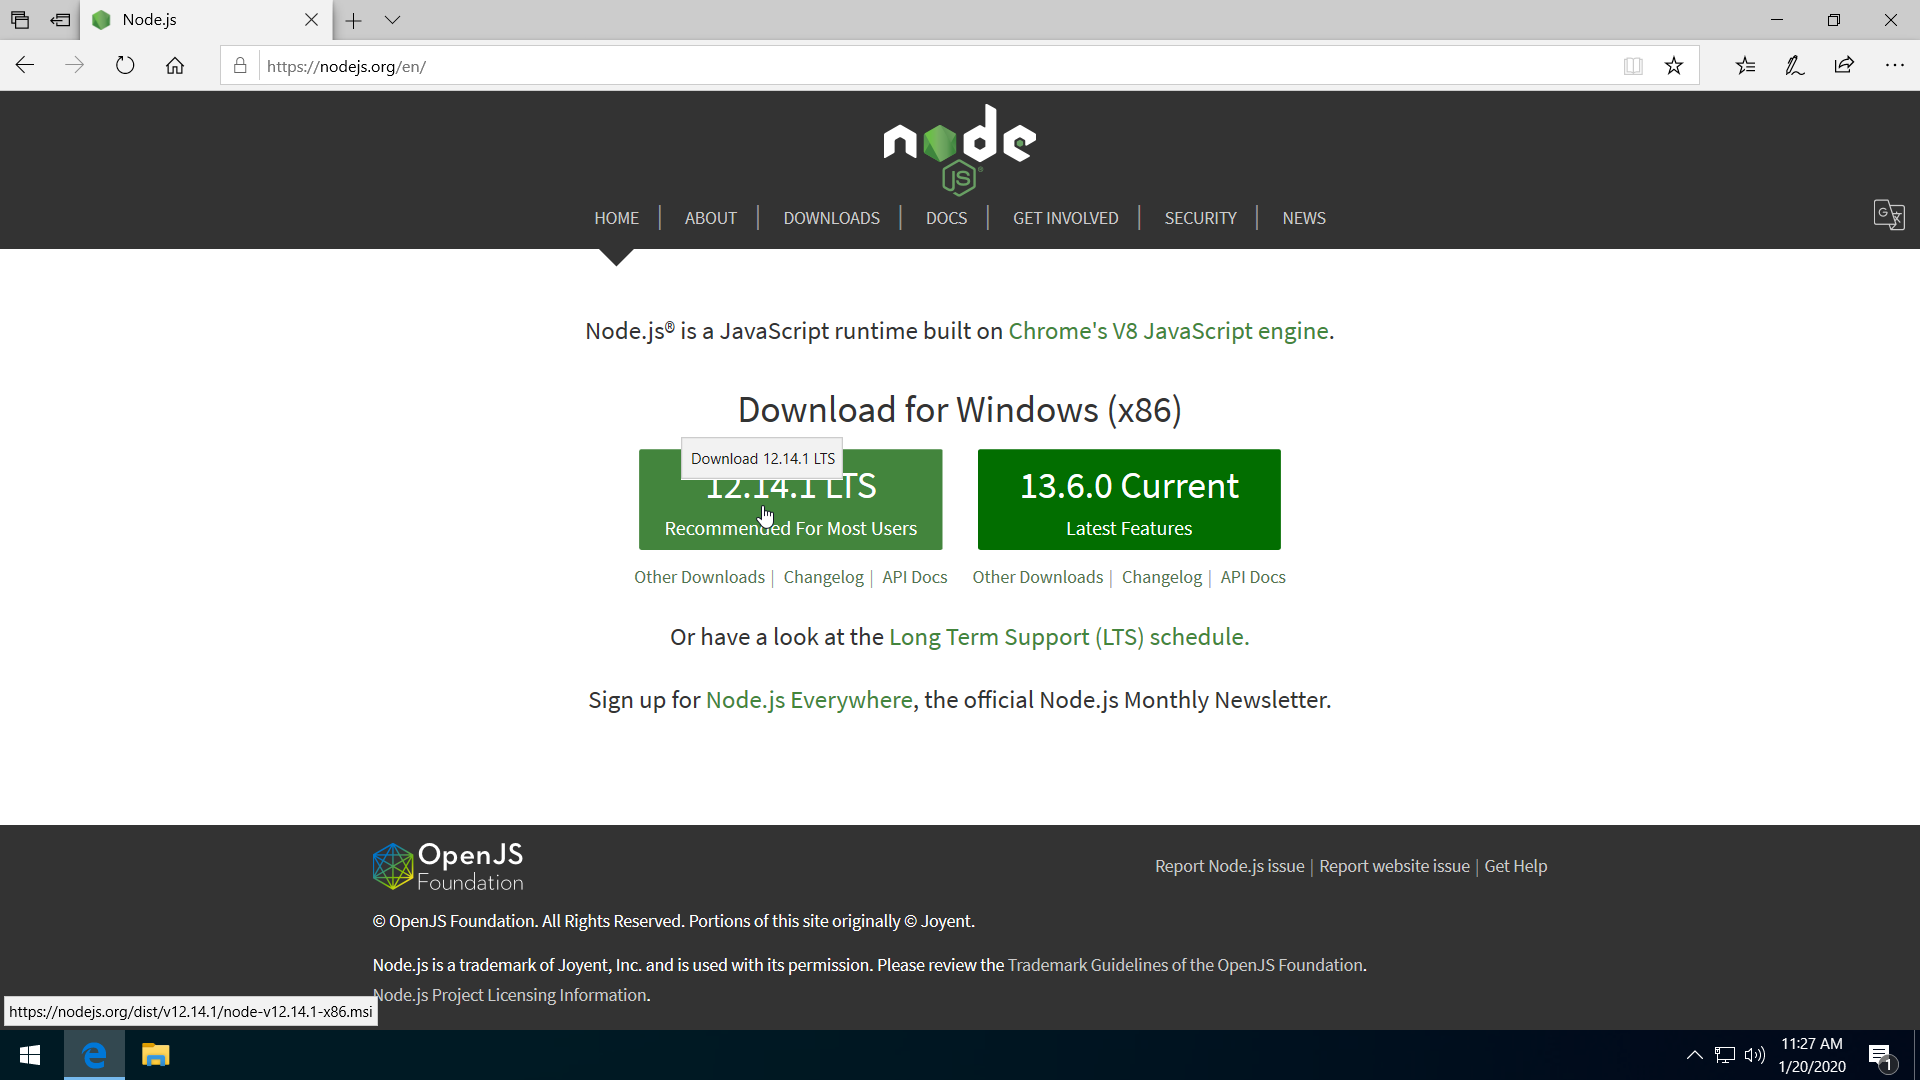 Node.js
https://nodejs.org/en/
node
JS
HOME | ABOUT | DOWNLOADS | DOCS | GET INVOLVED | SECURITY | NEWS
Node.js® is a JavaScript runtime built on Chrome's V8 JavaScript engine.
Download for Windows (x86)
Download 12.14.1 LTS
12.14.1 LTS
Recommended For Most Users
13.6.0 Current
Latest Features
Other Downloads | Changelog | API Docs
Other Downloads | Changelog | API Docs
Or have a look at the Long Term Support (LTS) schedule.
Sign up for Node.js Everywhere, the official Node.js Monthly Newsletter.
OpenJS
Foundation
Report Node.js issue | Report website issue | Get Help
© OpenJS Foundation. All Rights Reserved. Portions of this site originally © Joyent.
Node.js is a trademark of Joyent, Inc. and is used with its permission. Please review the Trademark Guidelines of the OpenJS Foundation.
Node.js Project Licensing Information.
https://nodejs.org/dist/v12.14.1/node-v12.14.1-x86.msi
11:27 AM
1/20/2020
1